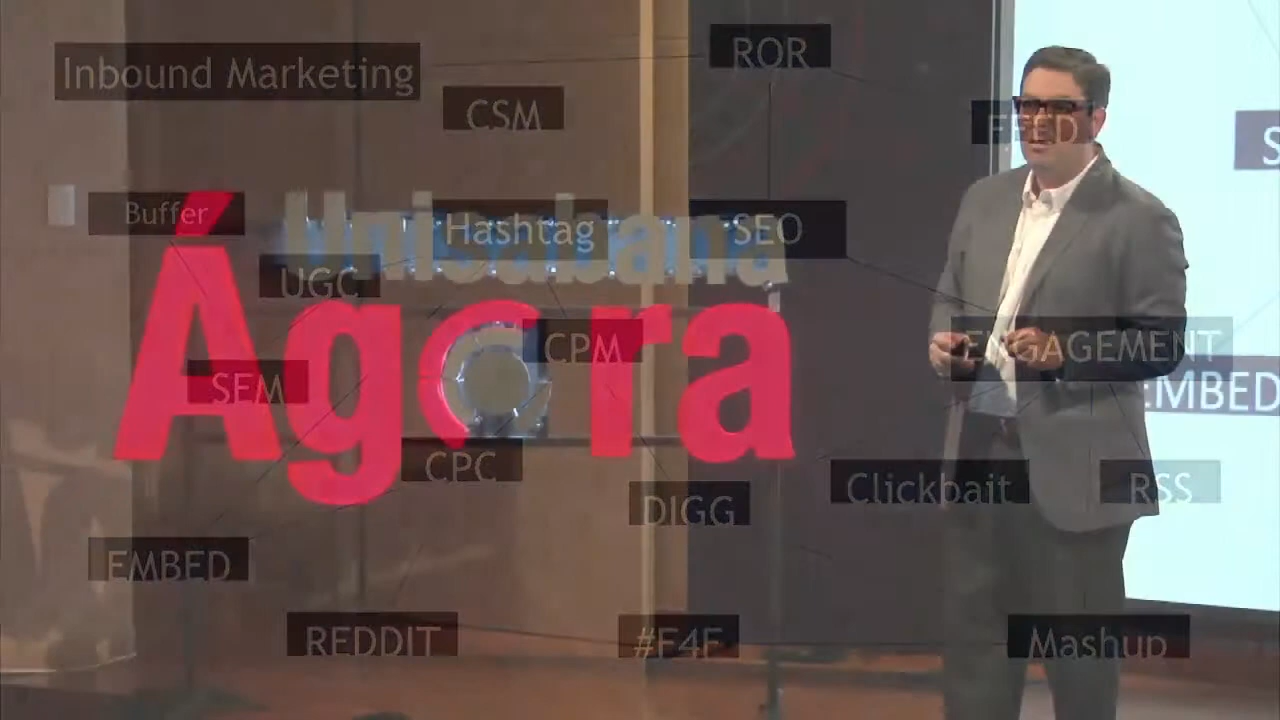 Inbound Marketing
ROR
CSM
FEED
S
Buffer
Unisabana
Hashtag
SEO
UGC
Ágora
CPM
ENGAGEMENT
SEM
EMBED
CPC
Clickbait
RSS
DIGG
EMBED
REDDIT
#F4F
Mashup